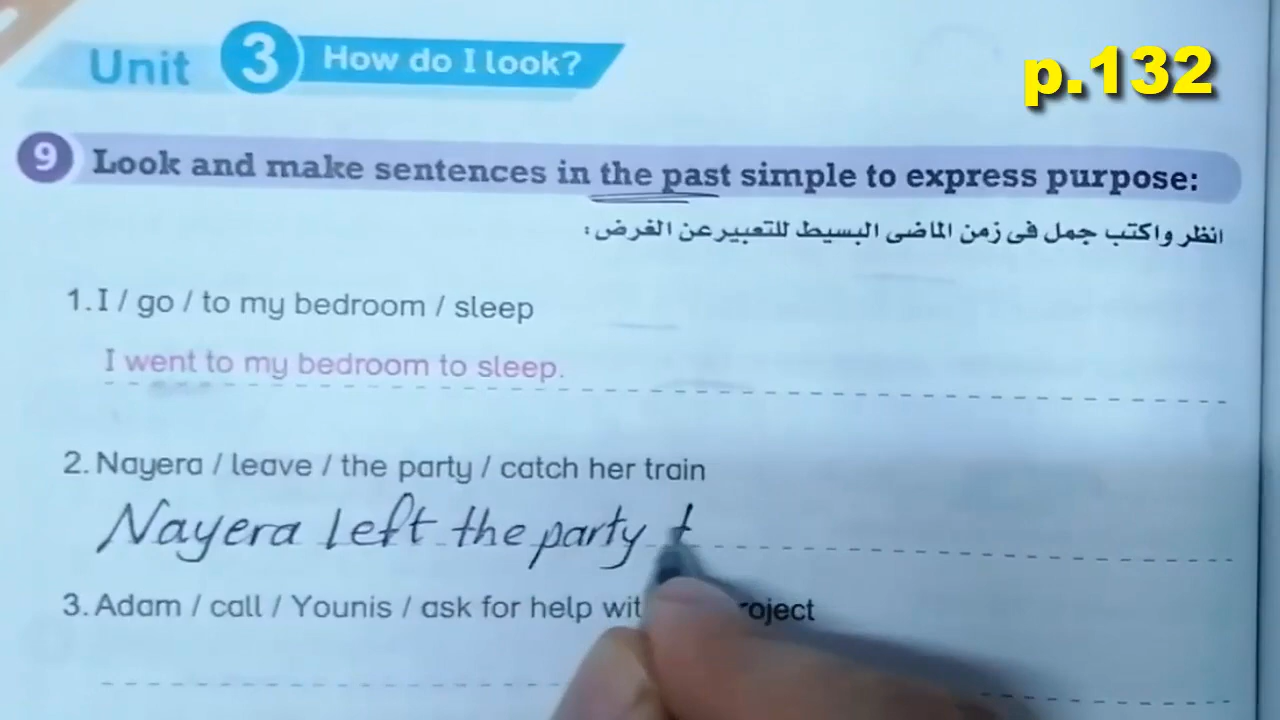 Unit 3 How do I look?
p.132
9 Look and make sentences in the past simple to express purpose:
انظر واكتب جمل فى زمن الماضى البسيط للتعبير عن الغرض:
1. I / go / to my bedroom / sleep
I went to my bedroom to sleep.
2. Nayera / leave / the party / catch her train
Nayera left the party t
3. Adam / call / Younis / ask for help